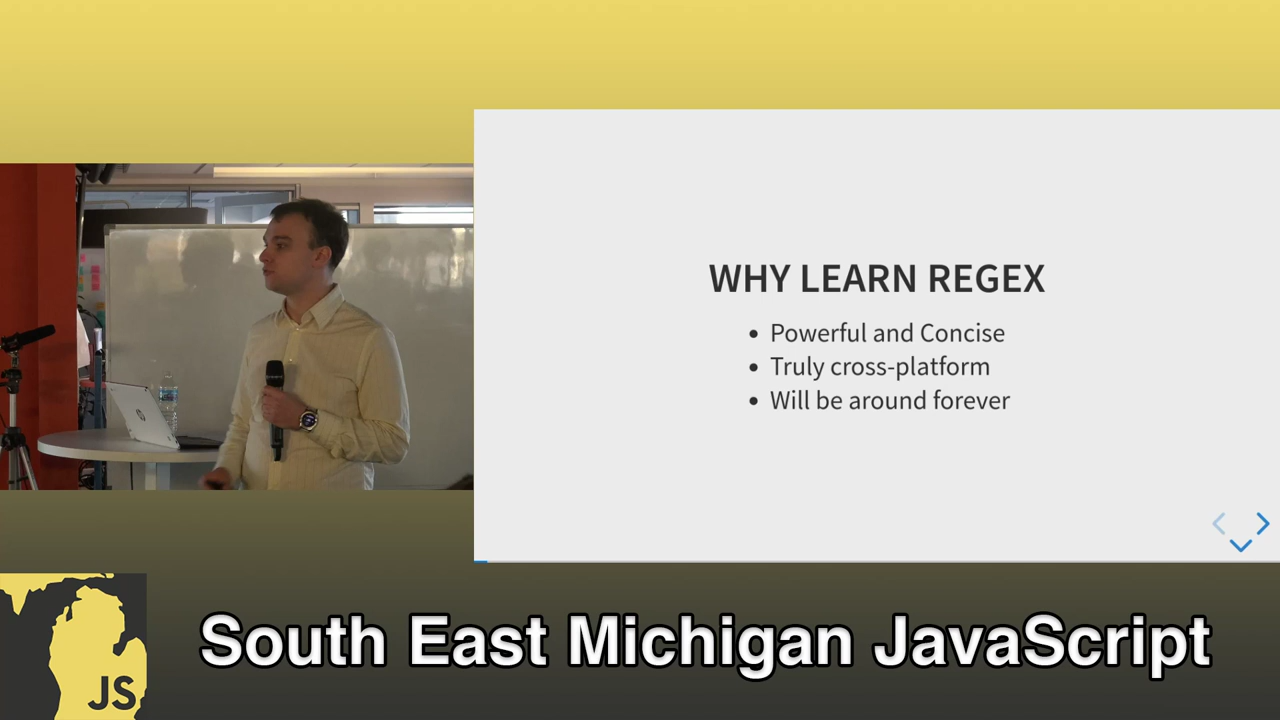 WHY LEARN REGEX
Powerful and Concise
Truly cross-platform
Will be around forever
JS
South East Michigan JavaScript